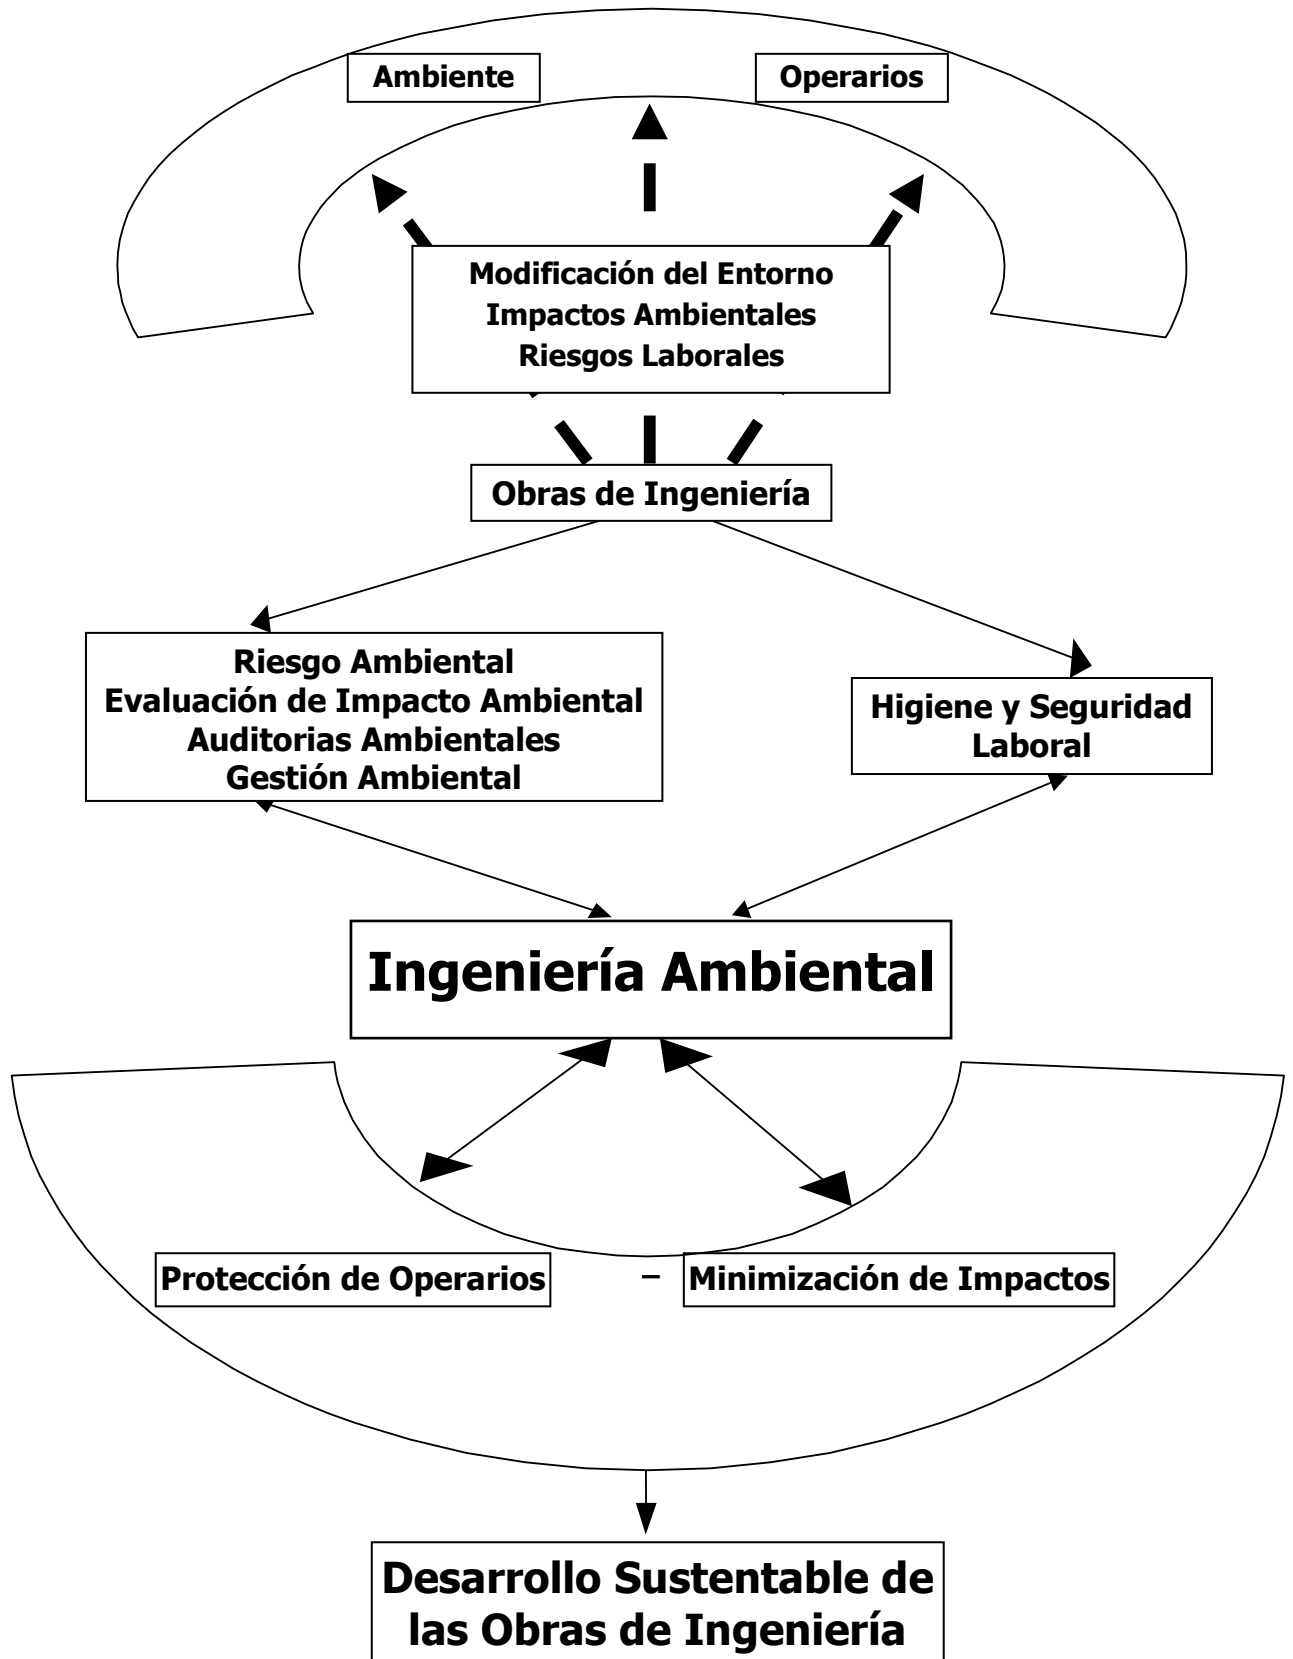 Ambiente
Operarios
Modificación del Entorno
Impactos Ambientales
Riesgos Laborales
Obras de Ingeniería
Riesgo Ambiental
Evaluación de Impacto Ambiental
Auditorias Ambientales
Gestión Ambiental
Higiene y Seguridad
Laboral
Ingeniería Ambiental
Protección de Operarios
–
Minimización de Impactos
Desarrollo Sustentable de
las Obras de Ingeniería